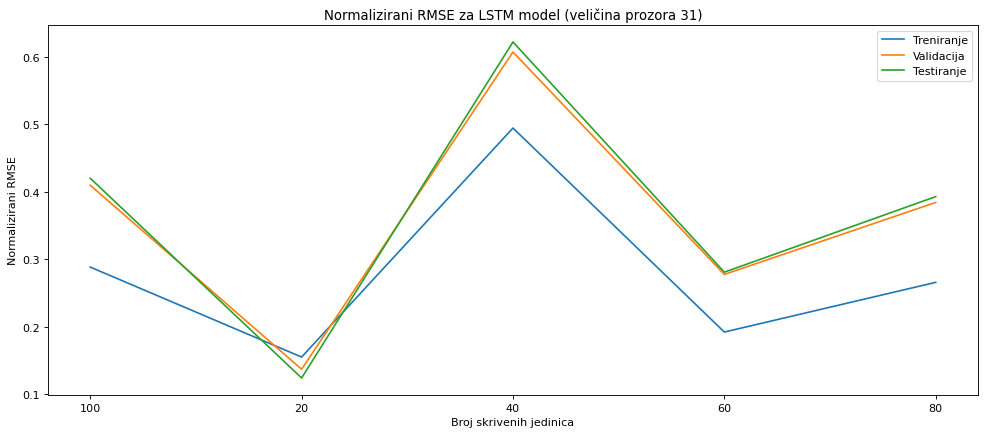 Normalizirani RMSE za LSTM model (veličina prozora 31)
Treniranje
Validacija
Testiranje
Normalizirani RMSE
0.6
0.5
0.4
0.3
0.2
0.1
100 20 40 60 80
Broj skrivenih jedinica